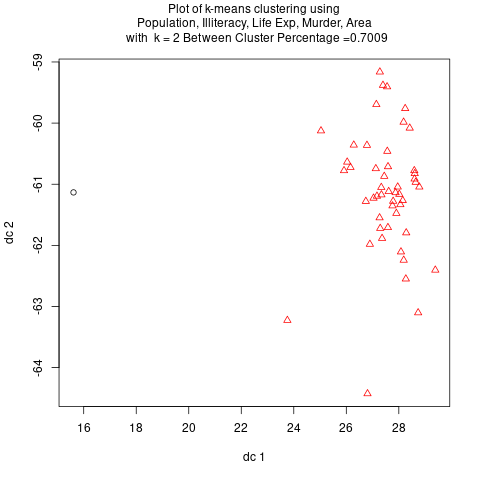 Plot of k-means clustering using
Population, Illiteracy, Life Exp, Murder, Area
with k = 2 Between Cluster Percentage =0.7009
-59
-60
-61
-62
-63
-64
dc 2
16
18
20
22
24
26
28
dc 1